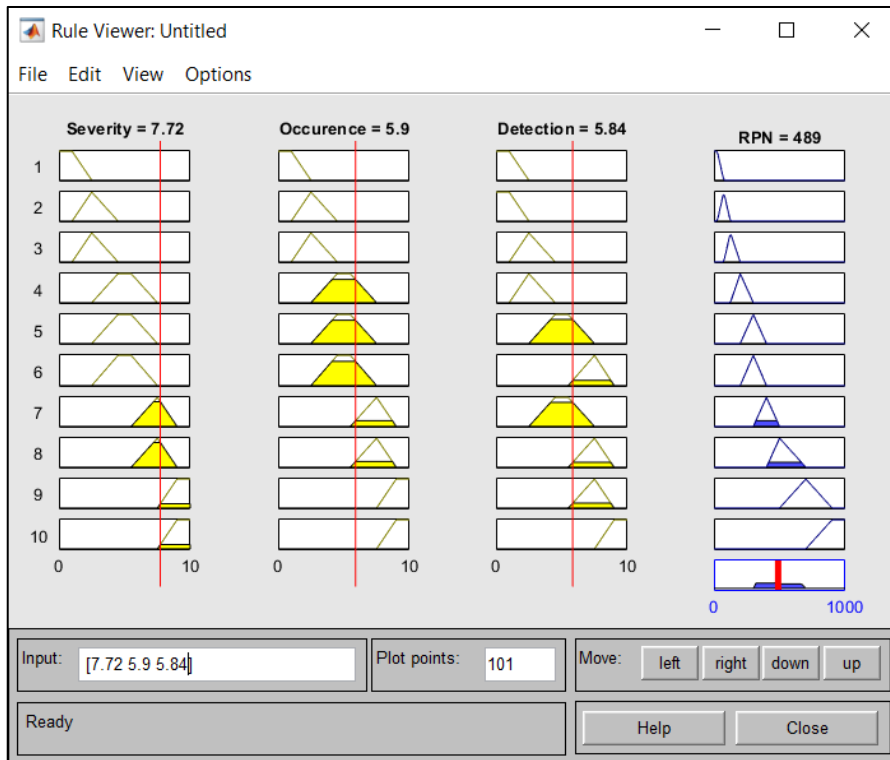 Rule Viewer: Untitled
File Edit View Options
Severity = 7.72 Occurence = 5.9 Detection = 5.84 RPN = 489
1
2
3
4
5
6
7
8
9
10
0 10 0 10 0 10
0 1000
Input: [7.72 5.9 5.84] Plot points: 101 Move: left right down up
Ready Help Close